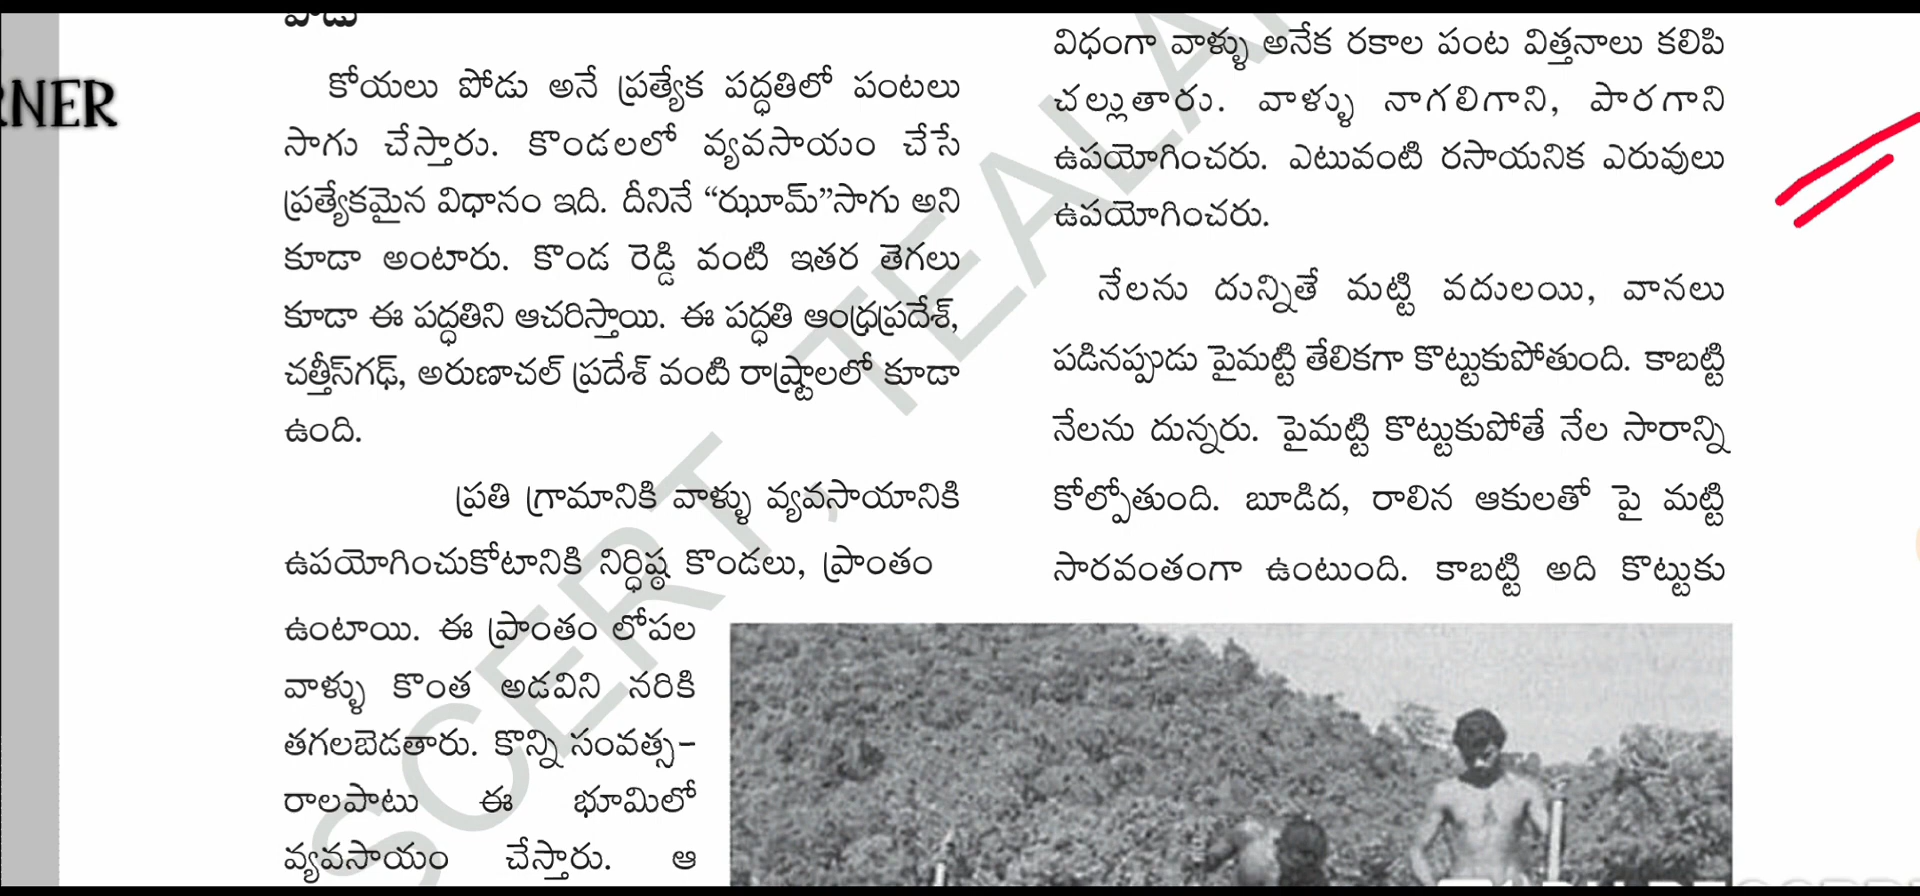 RNER
కోయలు పోడు అనే ప్రత్యేక పద్ధతిలో పంటలు
సాగు చేస్తారు. కొండలలో వ్యవసాయం చేసే
ప్రత్యేకమైన విధానం ఇది. దీనినే “ఝూమ్”సాగు అని
కూడా అంటారు. కొండ రెడ్డి వంటి ఇతర తెగలు
కూడా ఈ పద్ధతిని ఆచరిస్తాయి. ఈ పద్ధతి ఆంధ్రప్రదేశ్,
చత్తీస్‌గఢ్, అరుణాచల్ ప్రదేశ్ వంటి రాష్ట్రాలలో కూడా
ఉంది.
ప్రతి గ్రామానికి వాళ్ళు వ్యవసాయానికి
ఉపయోగించుకోటానికి నిర్ధిష్ఠ కొండలు, ప్రాంతం
ఉంటాయి. ఈ ప్రాంతం లోపల
వాళ్ళు కొంత అడవిని నరికి
తగలబెడతారు. కొన్ని సంవత్స-
రాలపాటు ఈ భూమిలో
వ్యవసాయం చేస్తారు. ఆ
విధంగా వాళ్ళు అనేక రకాల పంట విత్తనాలు కలిపి
చల్లుతారు. వాళ్ళు నాగలిగాని, పారగాని
ఉపయోగించరు. ఎటువంటి రసాయనిక ఎరువులు
ఉపయోగించరు.
నేలను దున్నితే మట్టి వదులయి, వానలు
పడినప్పుడు పైమట్టి తేలికగా కొట్టుకుపోతుంది. కాబట్టి
నేలను దున్నరు. పైమట్టి కొట్టుకుపోతే నేల సారాన్ని
కోల్పోతుంది. బూడిద, రాలిన ఆకులతో పై మట్టి
సారవంతంగా ఉంటుంది. కాబట్టి అది కొట్టుకు
SCERT, TEALA